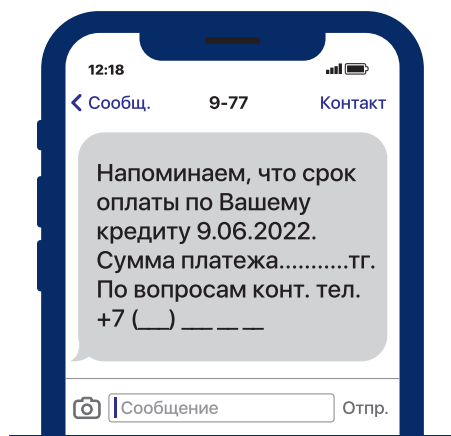 12:18
Сообщ. 9-77 Контакт
Напоминаем, что срок
оплаты по Вашему
кредиту 9.06.2022.
Сумма платежа...........тг.
По вопросам конт. тел.
+7 (___) ___ __ __
Сообщение Отпр.